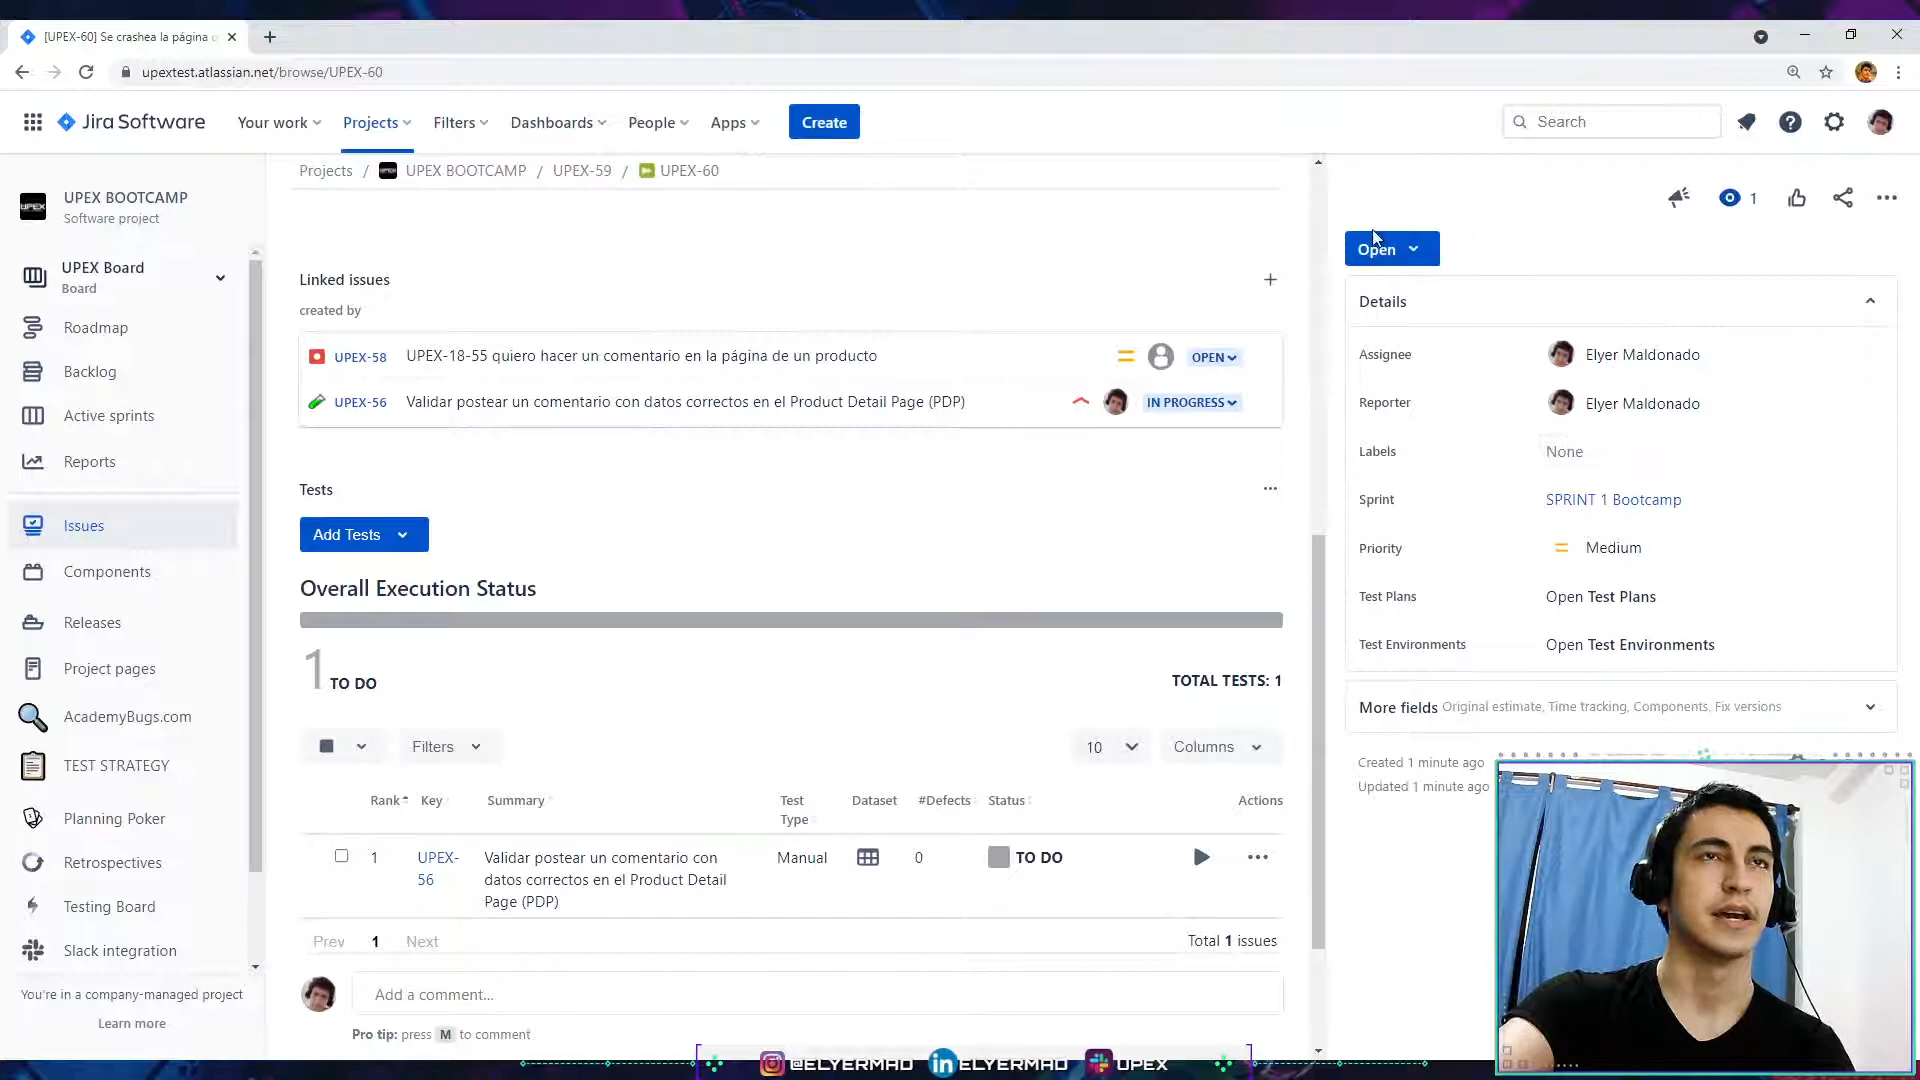 [UPEX-60] Se crashea la página
upextest.atlassian.net/browse/UPEX-60
Jira Software
Your work
Projects
Filters
Dashboards
People
Apps
Create
Search
UPEX BOOTCAMP
Software project
UPEX Board
Board
Roadmap
Backlog
Active sprints
Reports
Issues
Components
Releases
Project pages
AcademyBugs.com
TEST STRATEGY
Planning Poker
Retrospectives
Testing Board
Slack integration
You're in a company-managed project
Learn more
Projects / UPEX BOOTCAMP / UPEX-59 / UPEX-60
Linked issues
created by
UPEX-58 UPEX-18-55 quiero hacer un comentario en la página de un producto OPEN
UPEX-56 Validar postear un comentario con datos correctos en el Product Detail Page (PDP) IN PROGRESS
Tests
Add Tests
Overall Execution Status
1 TO DO
TOTAL TESTS: 1
Filters
10
Columns
Rank Key Summary Test Type Dataset #Defects Status Actions
1 UPEX-56 Validar postear un comentario con datos correctos en el Product Detail Page (PDP) Manual 0 TO DO
Prev 1 Next
Total 1 issues
Add a comment...
Pro tip: press M to comment
1
Open
Details
Assignee Elyer Maldonado
Reporter Elyer Maldonado
Labels None
Sprint SPRINT 1 Bootcamp
Priority Medium
Test Plans Open Test Plans
Test Environments Open Test Environments
More fields Original estimate, Time tracking, Components, Fix versions
Created 1 minute ago
Updated 1 minute ago
@ELYERMAD
ELYERMAD
UPEX